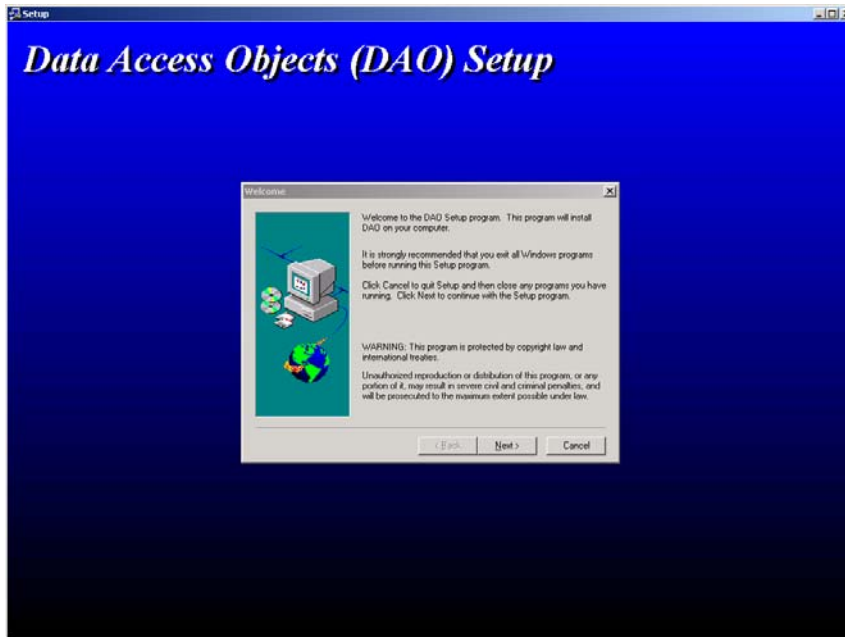 Setup
Data Access Objects (DAO) Setup
Welcome
Welcome to the DAO Setup program. This program will install
DAO on your computer.
It is strongly recommended that you exit all Windows programs
before running this Setup program.
Click Cancel to quit Setup and then close any programs you have
running. Click Next to continue with the Setup program.
WARNING: This program is protected by copyright law and
international treaties.
Unauthorized reproduction or distribution of this program, or any
portion of it, may result in severe civil and criminal penalties, and
will be prosecuted to the maximum extent possible under law.
< Back
Next >
Cancel